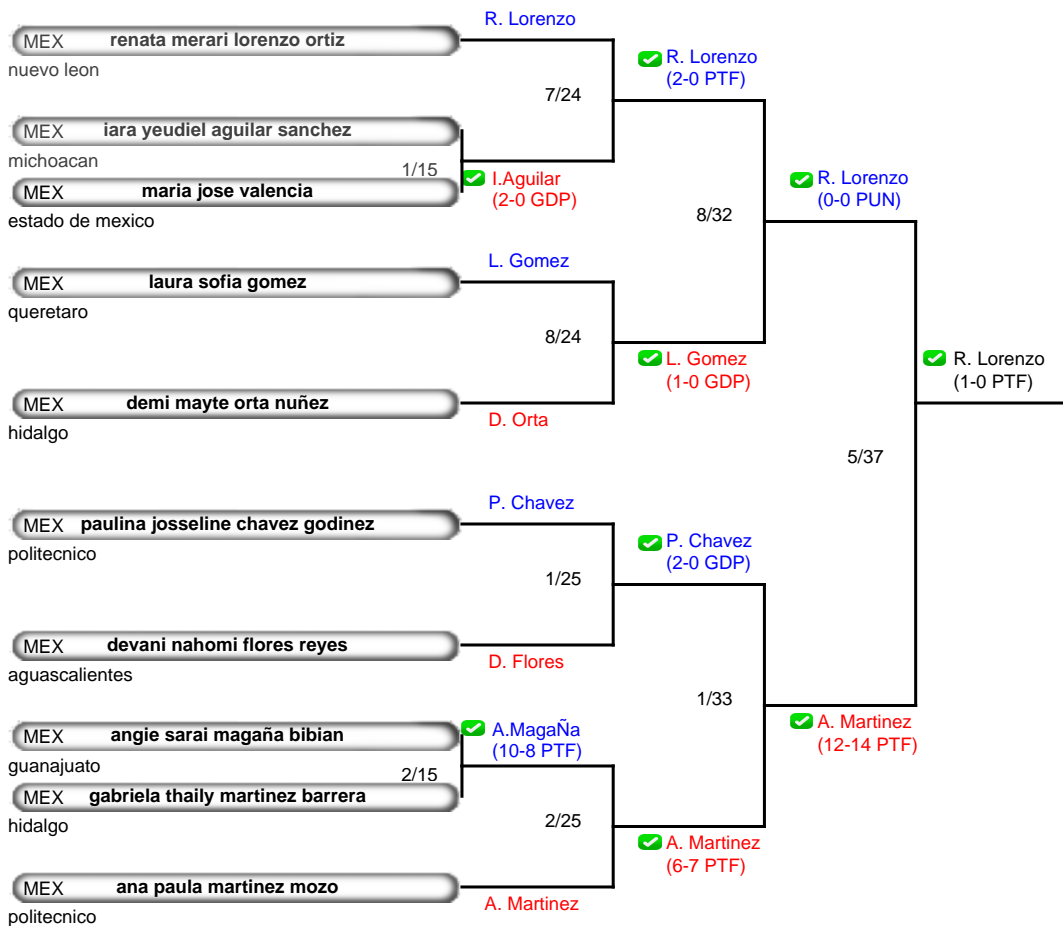 R. Lorenzo
MEX renata merari lorenzo ortiz
nuevo leon
R. Lorenzo
(2-0 PTF)
7/24
MEX iara yeudiel aguilar sanchez
michoacan
1/15
I.Aguilar
(2-0 GDP)
MEX maria jose valencia
estado de mexico
R. Lorenzo
(0-0 PUN)
8/32
L. Gomez
MEX laura sofia gomez
queretaro
8/24
L. Gomez
(1-0 GDP)
R. Lorenzo
(1-0 PTF)
MEX demi mayte orta nuñez
hidalgo
D. Orta
5/37
P. Chavez
MEX paulina josseline chavez godinez
politecnico
P. Chavez
(2-0 GDP)
1/25
MEX devani nahomi flores reyes
aguascalientes
D. Flores
1/33
A. Martinez
(12-14 PTF)
MEX angie sarai magaña bibian
guanajuato
A.MagaÑa
(10-8 PTF)
2/15
MEX gabriela thaily martinez barrera
hidalgo
2/25
A. Martinez
(6-7 PTF)
MEX ana paula martinez mozo
politecnico
A. Martinez